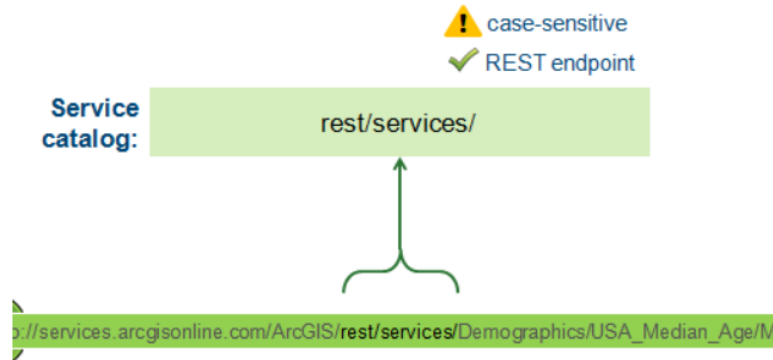 case-sensitive
REST endpoint
Service
catalog:
rest/services/
p://services.arcgisonline.com/ArcGIS/rest/services/Demographics/USA_Median_Age/M